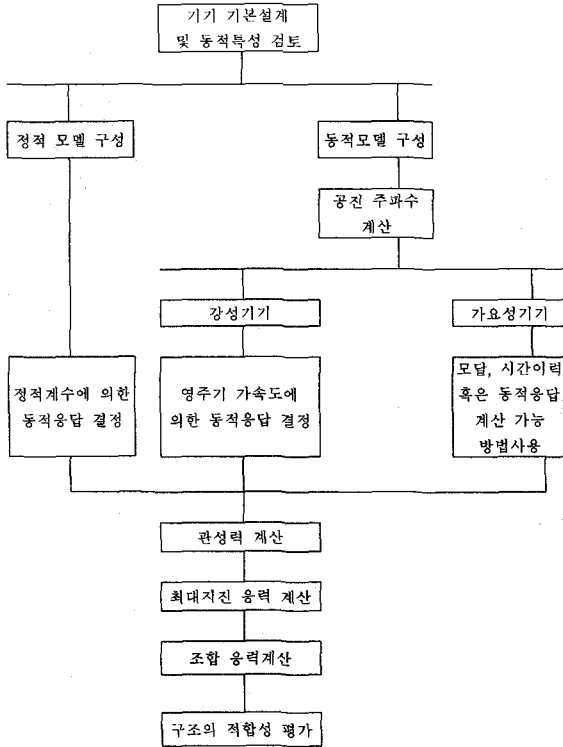 기기 기본설계
및 동적특성 검토
정적 모델 구성
동적모델 구성
공진 주파수
계산
강성기기
가요성기기
정적계수에 의한
동적응답 결정
영주기 가속도에
의한 동적응답 결정
모달, 시간이력
혹은 동적응답
계산 가능
방법사용
관성력 계산
최대지진 응력 계산
조합 응력계산
구조의 적합성 평가